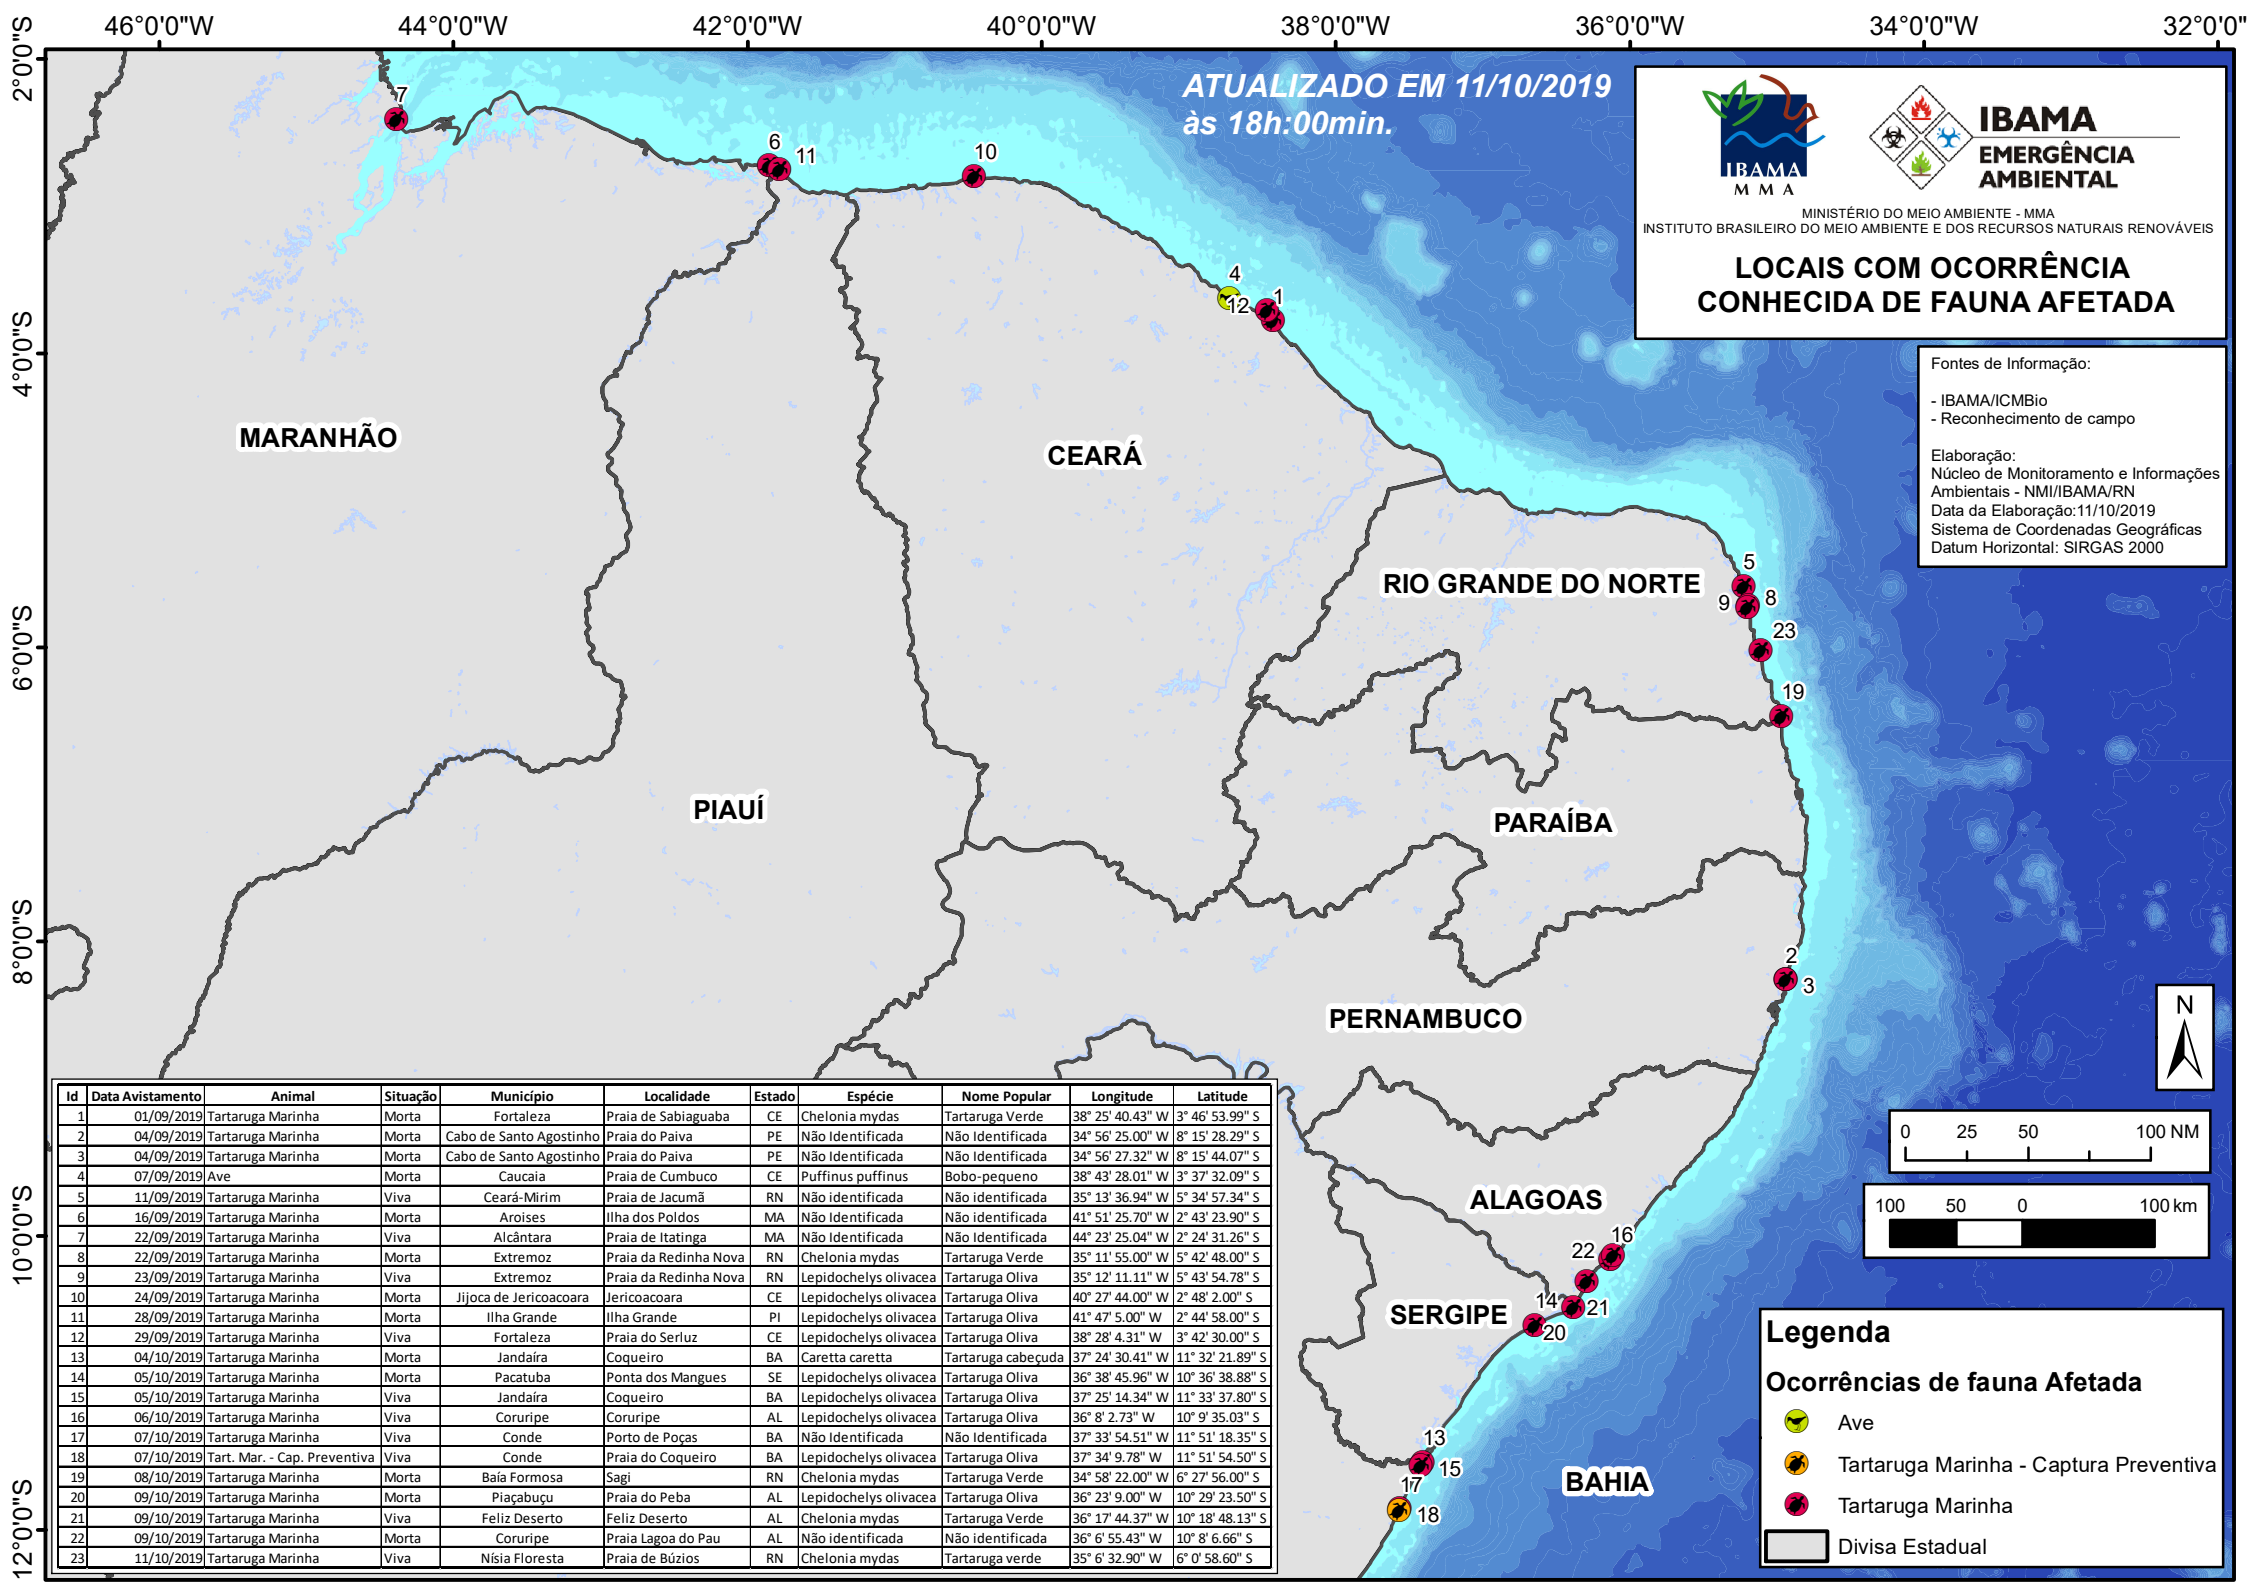 46°0'0"W 44°0'0"W 42°0'0"W 40°0'0"W 38°0'0"W 36°0'0"W 34°0'0"W 32°0'0"
2°0'0"S
4°0'0"S
6°0'0"S
8°0'0"S
10°0'0"S
12°0'0"S
ATUALIZADO EM 11/10/2019
às 18h:00min.
IBAMA
M M A
IBAMA
EMERGÊNCIA
AMBIENTAL
MINISTÉRIO DO MEIO AMBIENTE - MMA
INSTITUTO BRASILEIRO DO MEIO AMBIENTE E DOS RECURSOS NATURAIS RENOVÁVEIS
LOCAIS COM OCORRÊNCIA
CONHECIDA DE FAUNA AFETADA
Fontes de Informação:
- IBAMA/ICMBio
- Reconhecimento de campo
Elaboração:
Núcleo de Monitoramento e Informações
Ambientais - NMI/IBAMA/RN
Data da Elaboração:11/10/2019
Sistema de Coordenadas Geográficas
Datum Horizontal: SIRGAS 2000
7
6
11
10
4
12
1
MARANHÃO
CEARÁ
RIO GRANDE DO NORTE
5
9
8
23
19
PIAUÍ
PARAÍBA
2
3
PERNAMBUCO
ALAGOAS
16
22
14
21
20
SERGIPE
13
15
17
18
BAHIA
N
0 25 50 100 NM
100 50 0 100 km
Legenda
Ocorrências de fauna Afetada
Ave
Tartaruga Marinha - Captura Preventiva
Tartaruga Marinha
Divisa Estadual
Id Data Avistamento Animal Situação Município Localidade Estado Espécie Nome Popular Longitude Latitude
1 01/09/2019 Tartaruga Marinha Morta Fortaleza Praia de Sabiaguaba CE Chelonia mydas Tartaruga Verde 38° 25' 40.43" W 3° 46' 53.99" S
2 04/09/2019 Tartaruga Marinha Morta Cabo de Santo Agostinho Praia do Paiva PE Não Identificada Não Identificada 34° 56' 25.00" W 8° 15' 28.29" S
3 04/09/2019 Tartaruga Marinha Morta Cabo de Santo Agostinho Praia do Paiva PE Não Identificada Não Identificada 34° 56' 27.32" W 8° 15' 44.07" S
4 07/09/2019 Ave Morta Caucaia Praia de Cumbuco CE Puffinus puffinus Bobo-pequeno 38° 43' 28.01" W 3° 37' 32.09" S
5 11/09/2019 Tartaruga Marinha Viva Ceará-Mirim Praia de Jacumã RN Não identificada Não identificada 35° 13' 36.94" W 5° 34' 57.34" S
6 16/09/2019 Tartaruga Marinha Morta Aroises Ilha dos Poldos MA Não Identificada Não identificada 41° 51' 25.70" W 2° 43' 23.90" S
7 22/09/2019 Tartaruga Marinha Viva Alcântara Praia de Itatinga MA Não Identificada Não Identificada 44° 23' 25.04" W 2° 24' 31.26" S
8 22/09/2019 Tartaruga Marinha Morta Extremoz Praia da Redinha Nova RN Chelonia mydas Tartaruga Verde 35° 11' 55.00" W 5° 42' 48.00" S
9 23/09/2019 Tartaruga Marinha Viva Extremoz Praia da Redinha Nova RN Lepidochelys olivacea Tartaruga Oliva 35° 12' 11.11" W 5° 43' 54.78" S
10 24/09/2019 Tartaruga Marinha Morta Jijoca de Jericoacoara Jericoacoara CE Lepidochelys olivacea Tartaruga Oliva 40° 27' 44.00" W 2° 48' 2.00" S
11 28/09/2019 Tartaruga Marinha Morta Ilha Grande Ilha Grande PI Lepidochelys olivacea Tartaruga Oliva 41° 47' 5.00" W 2° 44' 58.00" S
12 29/09/2019 Tartaruga Marinha Viva Fortaleza Praia do Serluz CE Lepidochelys olivacea Tartaruga Oliva 38° 28' 4.31" W 3° 42' 30.00" S
13 04/10/2019 Tartaruga Marinha Morta Jandaíra Coqueiro BA Caretta caretta Tartaruga cabeçuda 37° 24' 30.41" W 11° 32' 21.89" S
14 05/10/2019 Tartaruga Marinha Morta Pacatuba Ponta dos Mangues SE Lepidochelys olivacea Tartaruga Oliva 36° 38' 45.96" W 10° 36' 38.88" S
15 05/10/2019 Tartaruga Marinha Viva Jandaíra Coqueiro BA Lepidochelys olivacea Tartaruga Oliva 37° 25' 14.34" W 11° 33' 37.80" S
16 06/10/2019 Tartaruga Marinha Viva Coruripe Coruripe AL Lepidochelys olivacea Tartaruga Oliva 36° 8' 2.73" W 10° 9' 35.03" S
17 07/10/2019 Tartaruga Marinha Viva Conde Porto de Poças BA Não Identificada Não Identificada 37° 33' 54.51" W 11° 51' 18.35" S
18 07/10/2019 Tart. Mar. - Cap. Preventiva Viva Conde Praia do Coqueiro BA Lepidochelys olivacea Tartaruga Oliva 37° 34' 9.78" W 11° 51' 54.50" S
19 08/10/2019 Tartaruga Marinha Morta Baía Formosa Sagi RN Chelonia mydas Tartaruga Verde 34° 58' 22.00" W 6° 27' 56.00" S
20 09/10/2019 Tartaruga Marinha Morta Piaçabuçu Praia do Peba AL Lepidochelys olivacea Tartaruga Oliva 36° 23' 9.00" W 10° 29' 23.50" S
21 09/10/2019 Tartaruga Marinha Viva Feliz Deserto Feliz Deserto AL Chelonia mydas Tartaruga Verde 36° 17' 44.37" W 10° 18' 48.13" S
22 09/10/2019 Tartaruga Marinha Morta Coruripe Praia Lagoa do Pau AL Não identificada Não identificada 36° 6' 55.43" W 10° 8' 6.66" S
23 11/10/2019 Tartaruga Marinha Viva Nísia Floresta Praia de Búzios RN Chelonia mydas Tartaruga verde 35° 6' 32.90" W 6° 0' 58.60" S